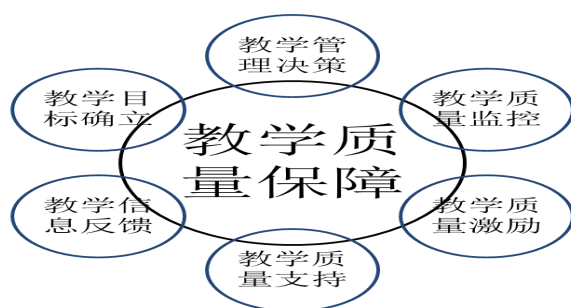 教学管
理决策
教学目
标确立
教学质
量监控
教学质
量保障
教学信
息反馈
教学质
量激励
教学质
量支持